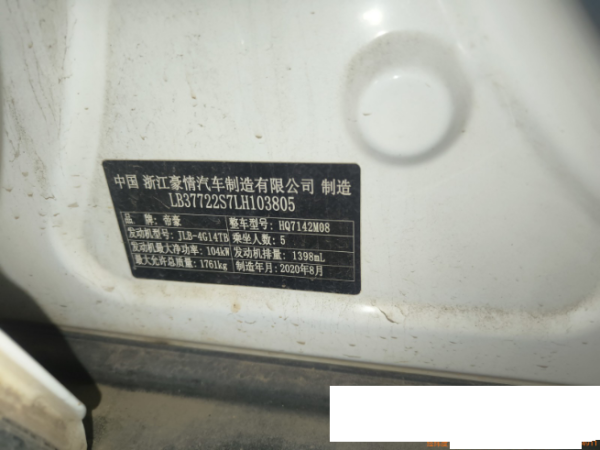 中国 浙江豪情汽车制造有限公司 制造
LB37722S7LH103805
品 牌:帝豪 整车型号: HQ7142M08
发动机型号: JLB-4G14TB 乘坐人数: 5
发动机最大净功率: 104kW 发动机排量: 1398mL
最大允许总质量: 1761kg 制造年月: 2020年8月